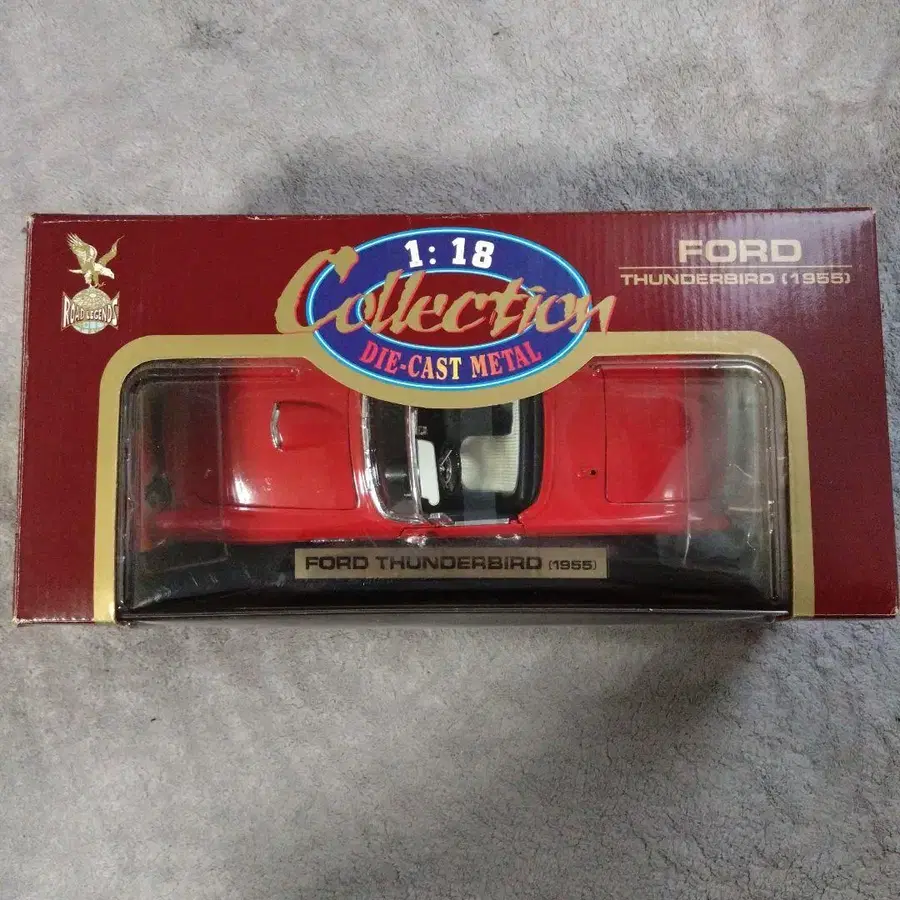 1:18
Collection
DIE-CAST METAL
FORD
THUNDERBIRD (1955)
ROAD LEGENDS
FORD THUNDERBIRD (1955)